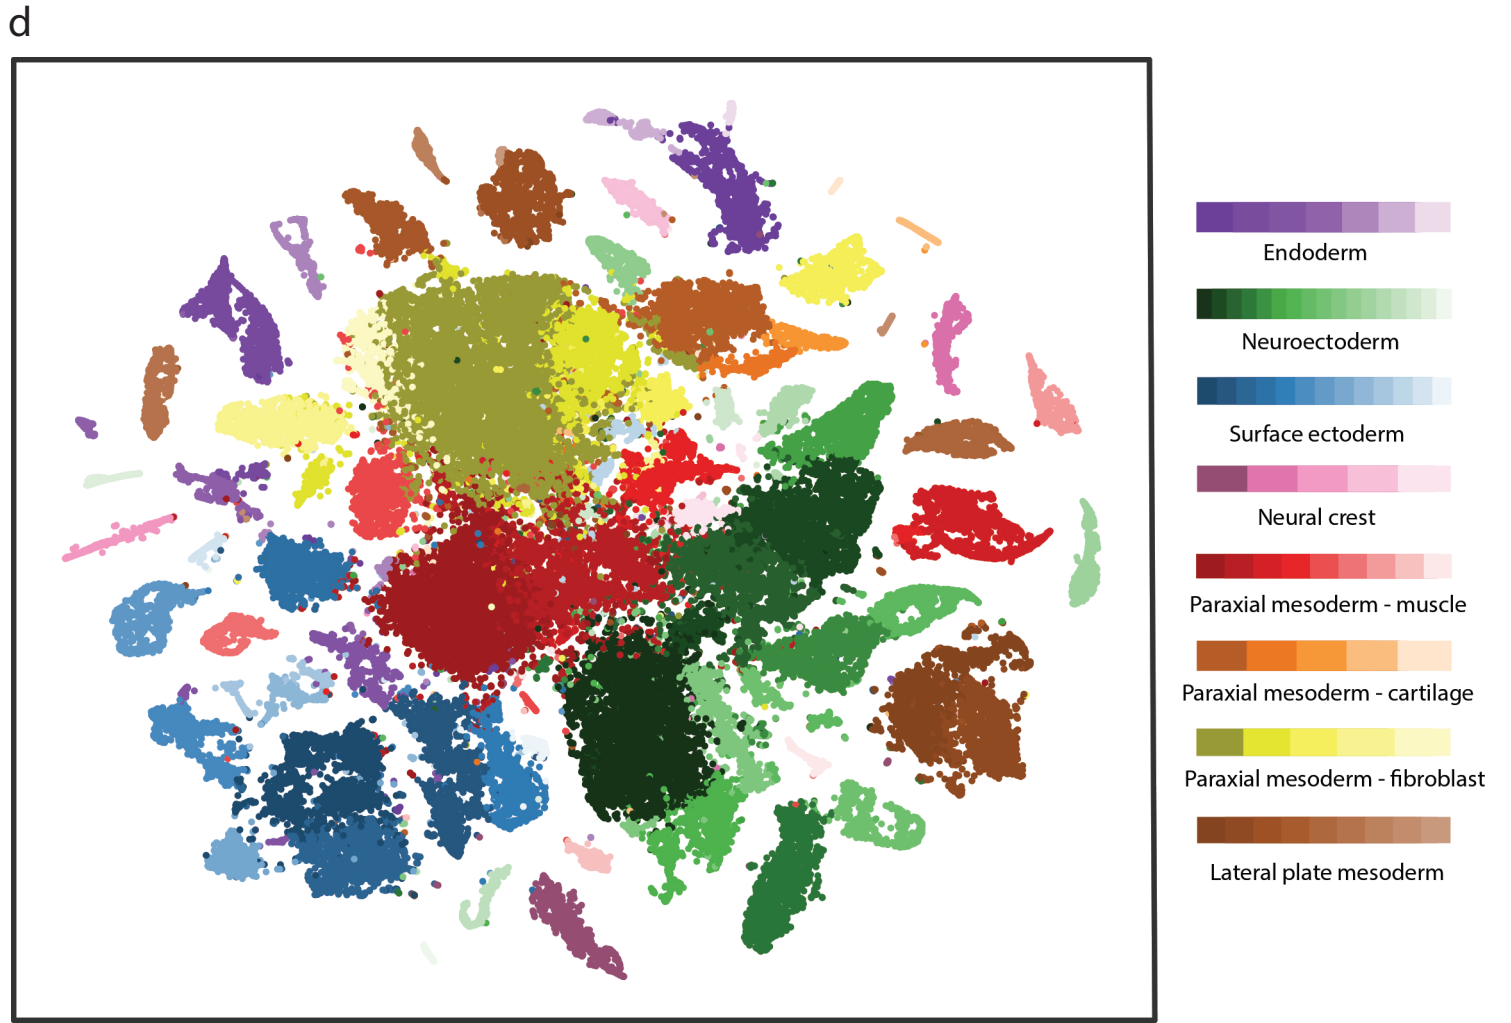 d
Endoderm
Neuroectoderm
Surface ectoderm
Neural crest
Paraxial mesoderm - muscle
Paraxial mesoderm - cartilage
Paraxial mesoderm - fibroblast
Lateral plate mesoderm